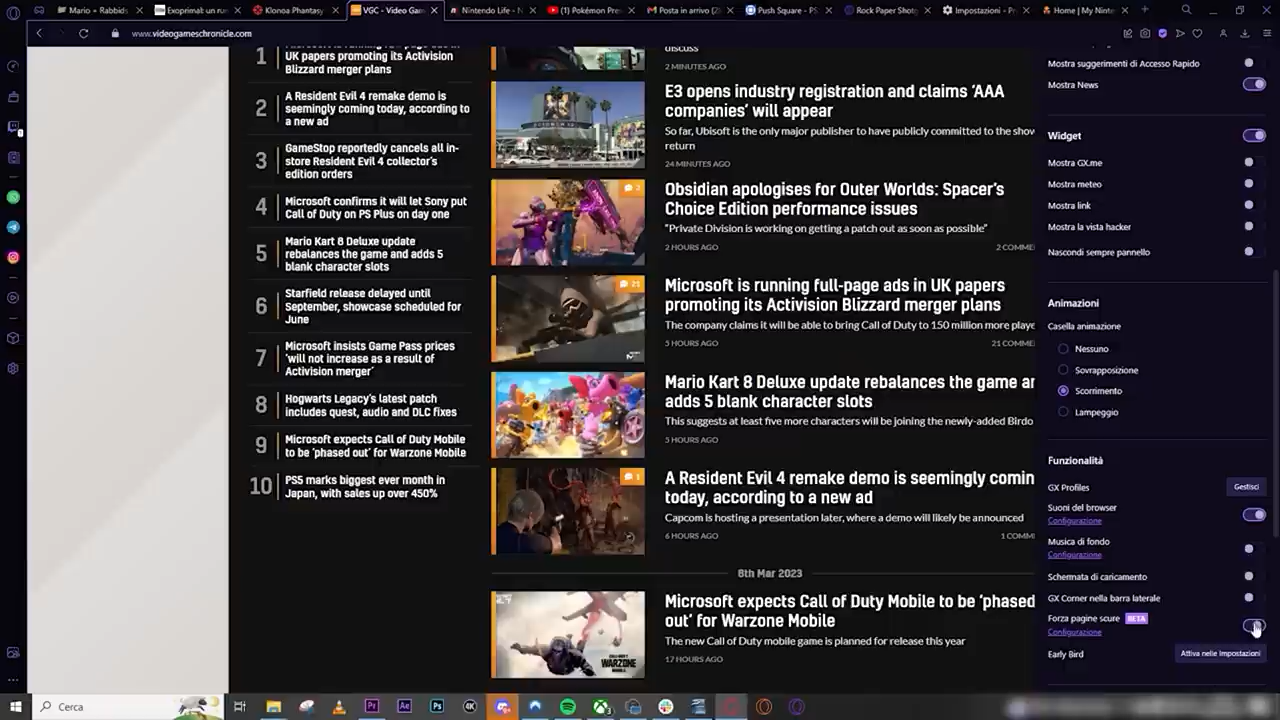 Mario + Rabbids
Exoprimal: un ru
Klonoa Phantasy
VGC - Video Gam
Nintendo Life - N
(1) Pokémon Pre
Posta in arrivo (2
Push Square - PS
Rock Paper Shotg
Impostazioni - Pr
Home | My Ninte
www.videogameschronicle.com
1
UK papers promoting its Activision
Blizzard merger plans
2
A Resident Evil 4 remake demo is
seemingly coming today, according to
a new ad
3
GameStop reportedly cancels all in-
store Resident Evil 4 collector's
edition orders
4
Microsoft confirms it will let Sony put
Call of Duty on PS Plus on day one
5
Mario Kart 8 Deluxe update
rebalances the game and adds 5
blank character slots
6
Starfield release delayed until
September, showcase scheduled for
June
7
Microsoft insists Game Pass prices
'will not increase as a result of
Activision merger'
8
Hogwarts Legacy's latest patch
includes quest, audio and DLC fixes
9
Microsoft expects Call of Duty Mobile
to be 'phased out' for Warzone Mobile
10
PS5 marks biggest ever month in
Japan, with sales up over 450%
discuss
2 MINUTES AGO
E3 opens industry registration and claims 'AAA
companies' will appear
So far, Ubisoft is the only major publisher to have publicly committed to the show
return
24 MINUTES AGO
2
Obsidian apologises for Outer Worlds: Spacer's
Choice Edition performance issues
"Private Division is working on getting a patch out as soon as possible"
2 HOURS AGO
2 COMME
21
Microsoft is running full-page ads in UK papers
promoting its Activision Blizzard merger plans
The company claims it will be able to bring Call of Duty to 150 million more playe
5 HOURS AGO
21 COMME
Mario Kart 8 Deluxe update rebalances the game an
adds 5 blank character slots
This suggests at least five more characters will be joining the newly-added Birdo
5 HOURS AGO
1
A Resident Evil 4 remake demo is seemingly comin
today, according to a new ad
Capcom is hosting a presentation later, where a demo will likely be announced
6 HOURS AGO
1 COMM
8th Mar 2023
Microsoft expects Call of Duty Mobile to be 'phased
out' for Warzone Mobile
The new Call of Duty mobile game is planned for release this year
17 HOURS AGO
WARZONE
Mostra suggerimenti di Accesso Rapido
Mostra News
Widget
Mostra GX.me
Mostra meteo
Mostra link
Mostra la vista hacker
Nascondi sempre pannello
Animazioni
Casella animazione
Nessuno
Sovrapposizione
Scorrimento
Lampeggio
Funzionalità
GX Profiles
Gestisci
Suoni del browser
Configurazione
Musica di fondo
Configurazione
Schermata di caricamento
GX Corner nella barra laterale
Forza pagine scure BETA
Configurazione
Early Bird
Attiva nelle Impostazioni
Cerca
Pr
Ae
Ps
4K